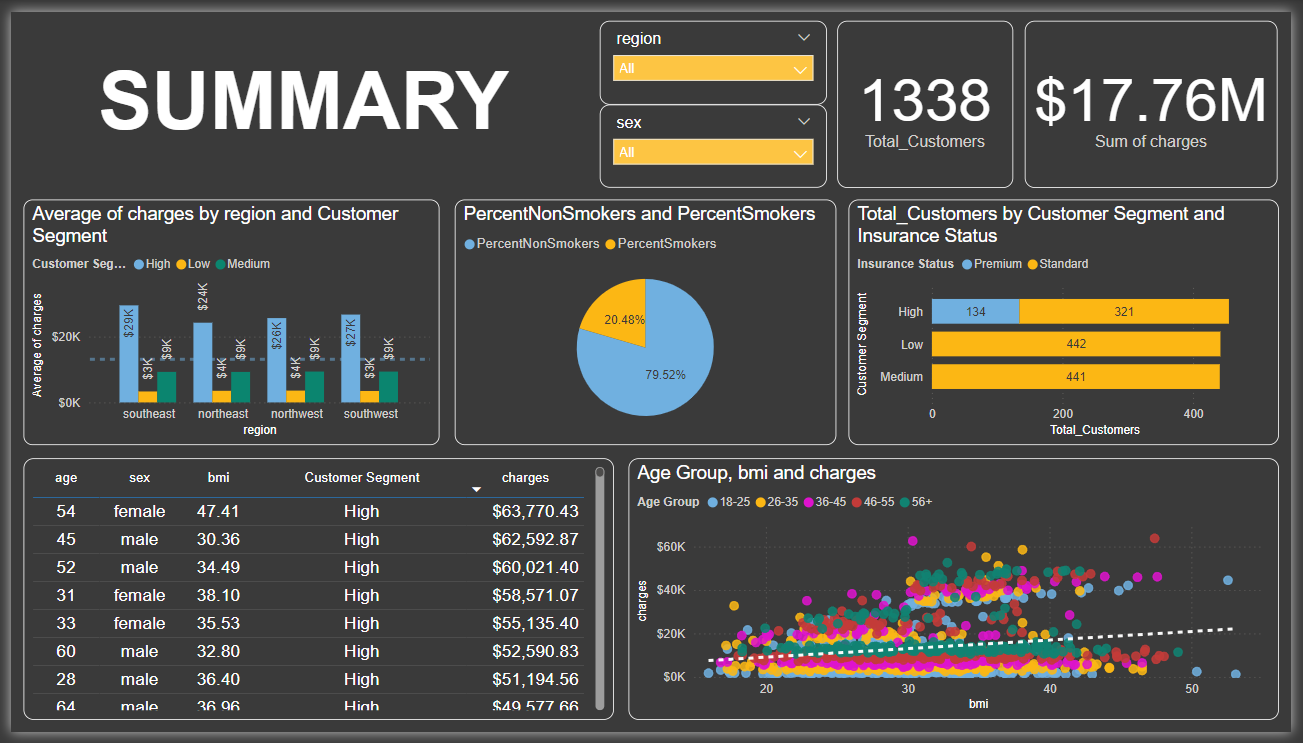 SUMMARY
region
All
sex
All
1338
Total_Customers
$17.76M
Sum of charges
Average of charges by region and Customer
Segment
Customer Seg... High Low Medium
Average of charges
$20K
$0K
$29K $3K $9K
$24K $4K $9K
$26K $4K $9K
$27K $3K $9K
southeast northeast northwest southwest
region
PercentNonSmokers and PercentSmokers
PercentNonSmokers PercentSmokers
20.48%
79.52%
Total_Customers by Customer Segment and
Insurance Status
Insurance Status Premium Standard
Customer Segment
High 134 321
Low 442
Medium 441
0 200 400
Total_Customers
age sex bmi Customer Segment charges
54 female 47.41 High $63,770.43
45 male 30.36 High $62,592.87
52 male 34.49 High $60,021.40
31 female 38.10 High $58,571.07
33 female 35.53 High $55,135.40
60 male 32.80 High $52,590.83
28 male 36.40 High $51,194.56
64 male 36.96 High $49,577.66
Age Group, bmi and charges
Age Group 18-25 26-35 36-45 46-55 56+
charges
$60K
$40K
$20K
$0K
20 30 40 50
bmi